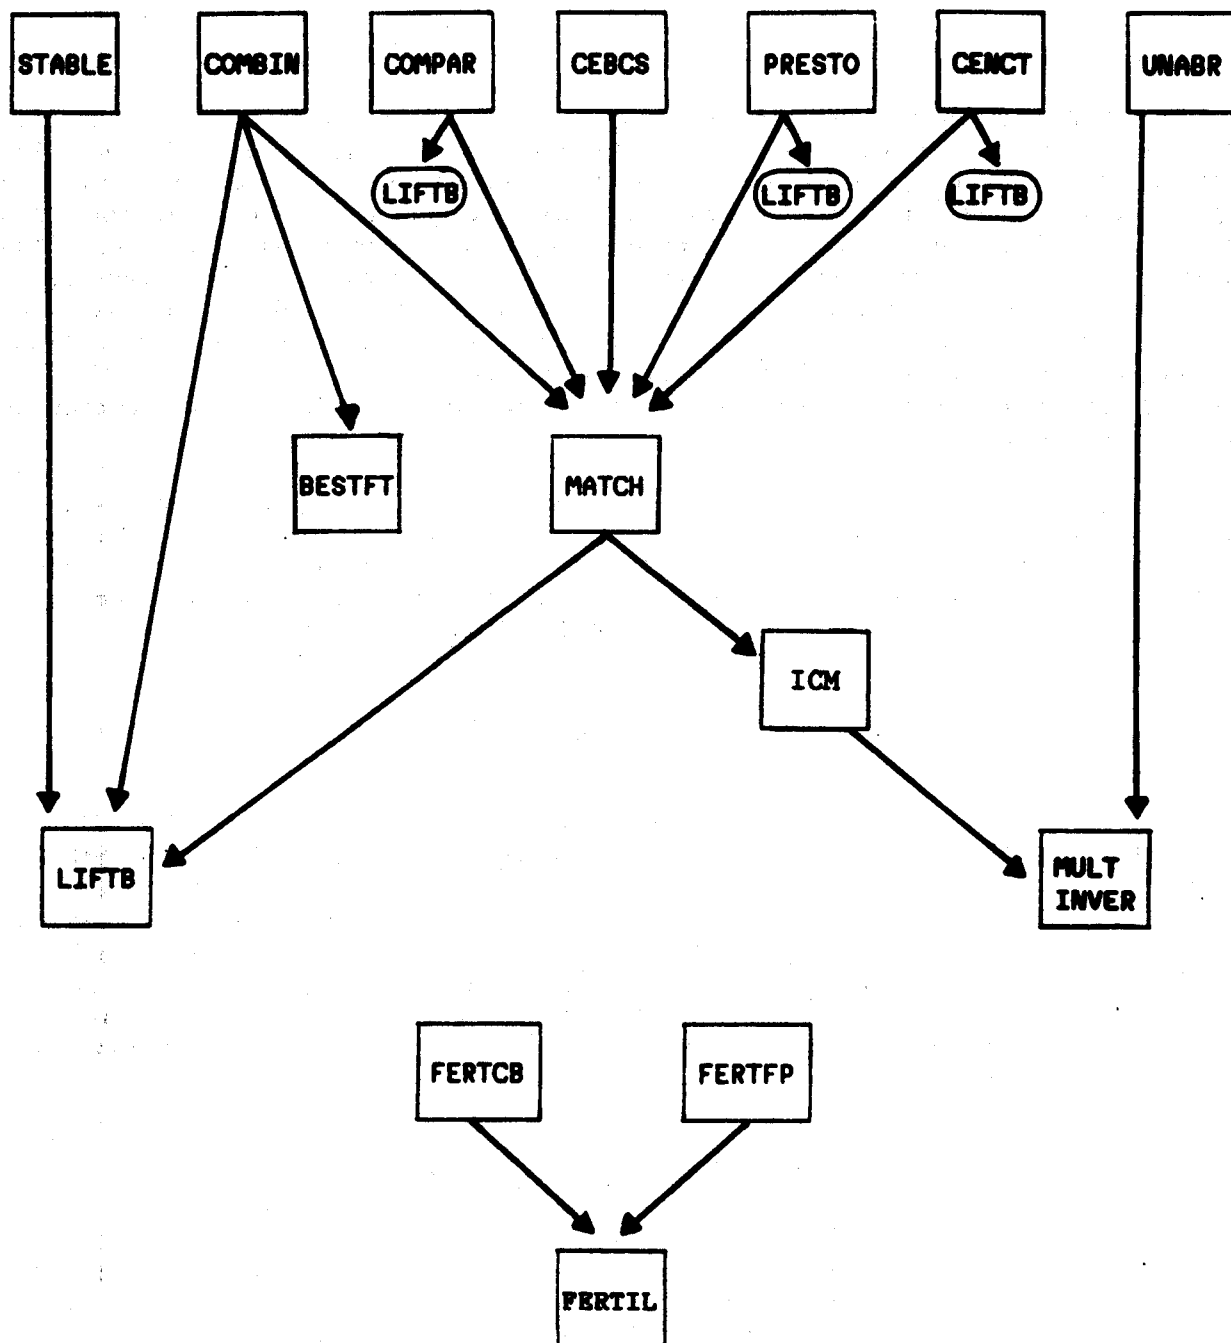 STABLE
COMBIN
COMPAR
CEBCS
PRESTO
CENCT
UNABR
LIFTB
LIFTB
LIFTB
BESTFT
MATCH
ICM
LIFTB
MULT
INVER
FERTCB
FERTFP
FERTIL